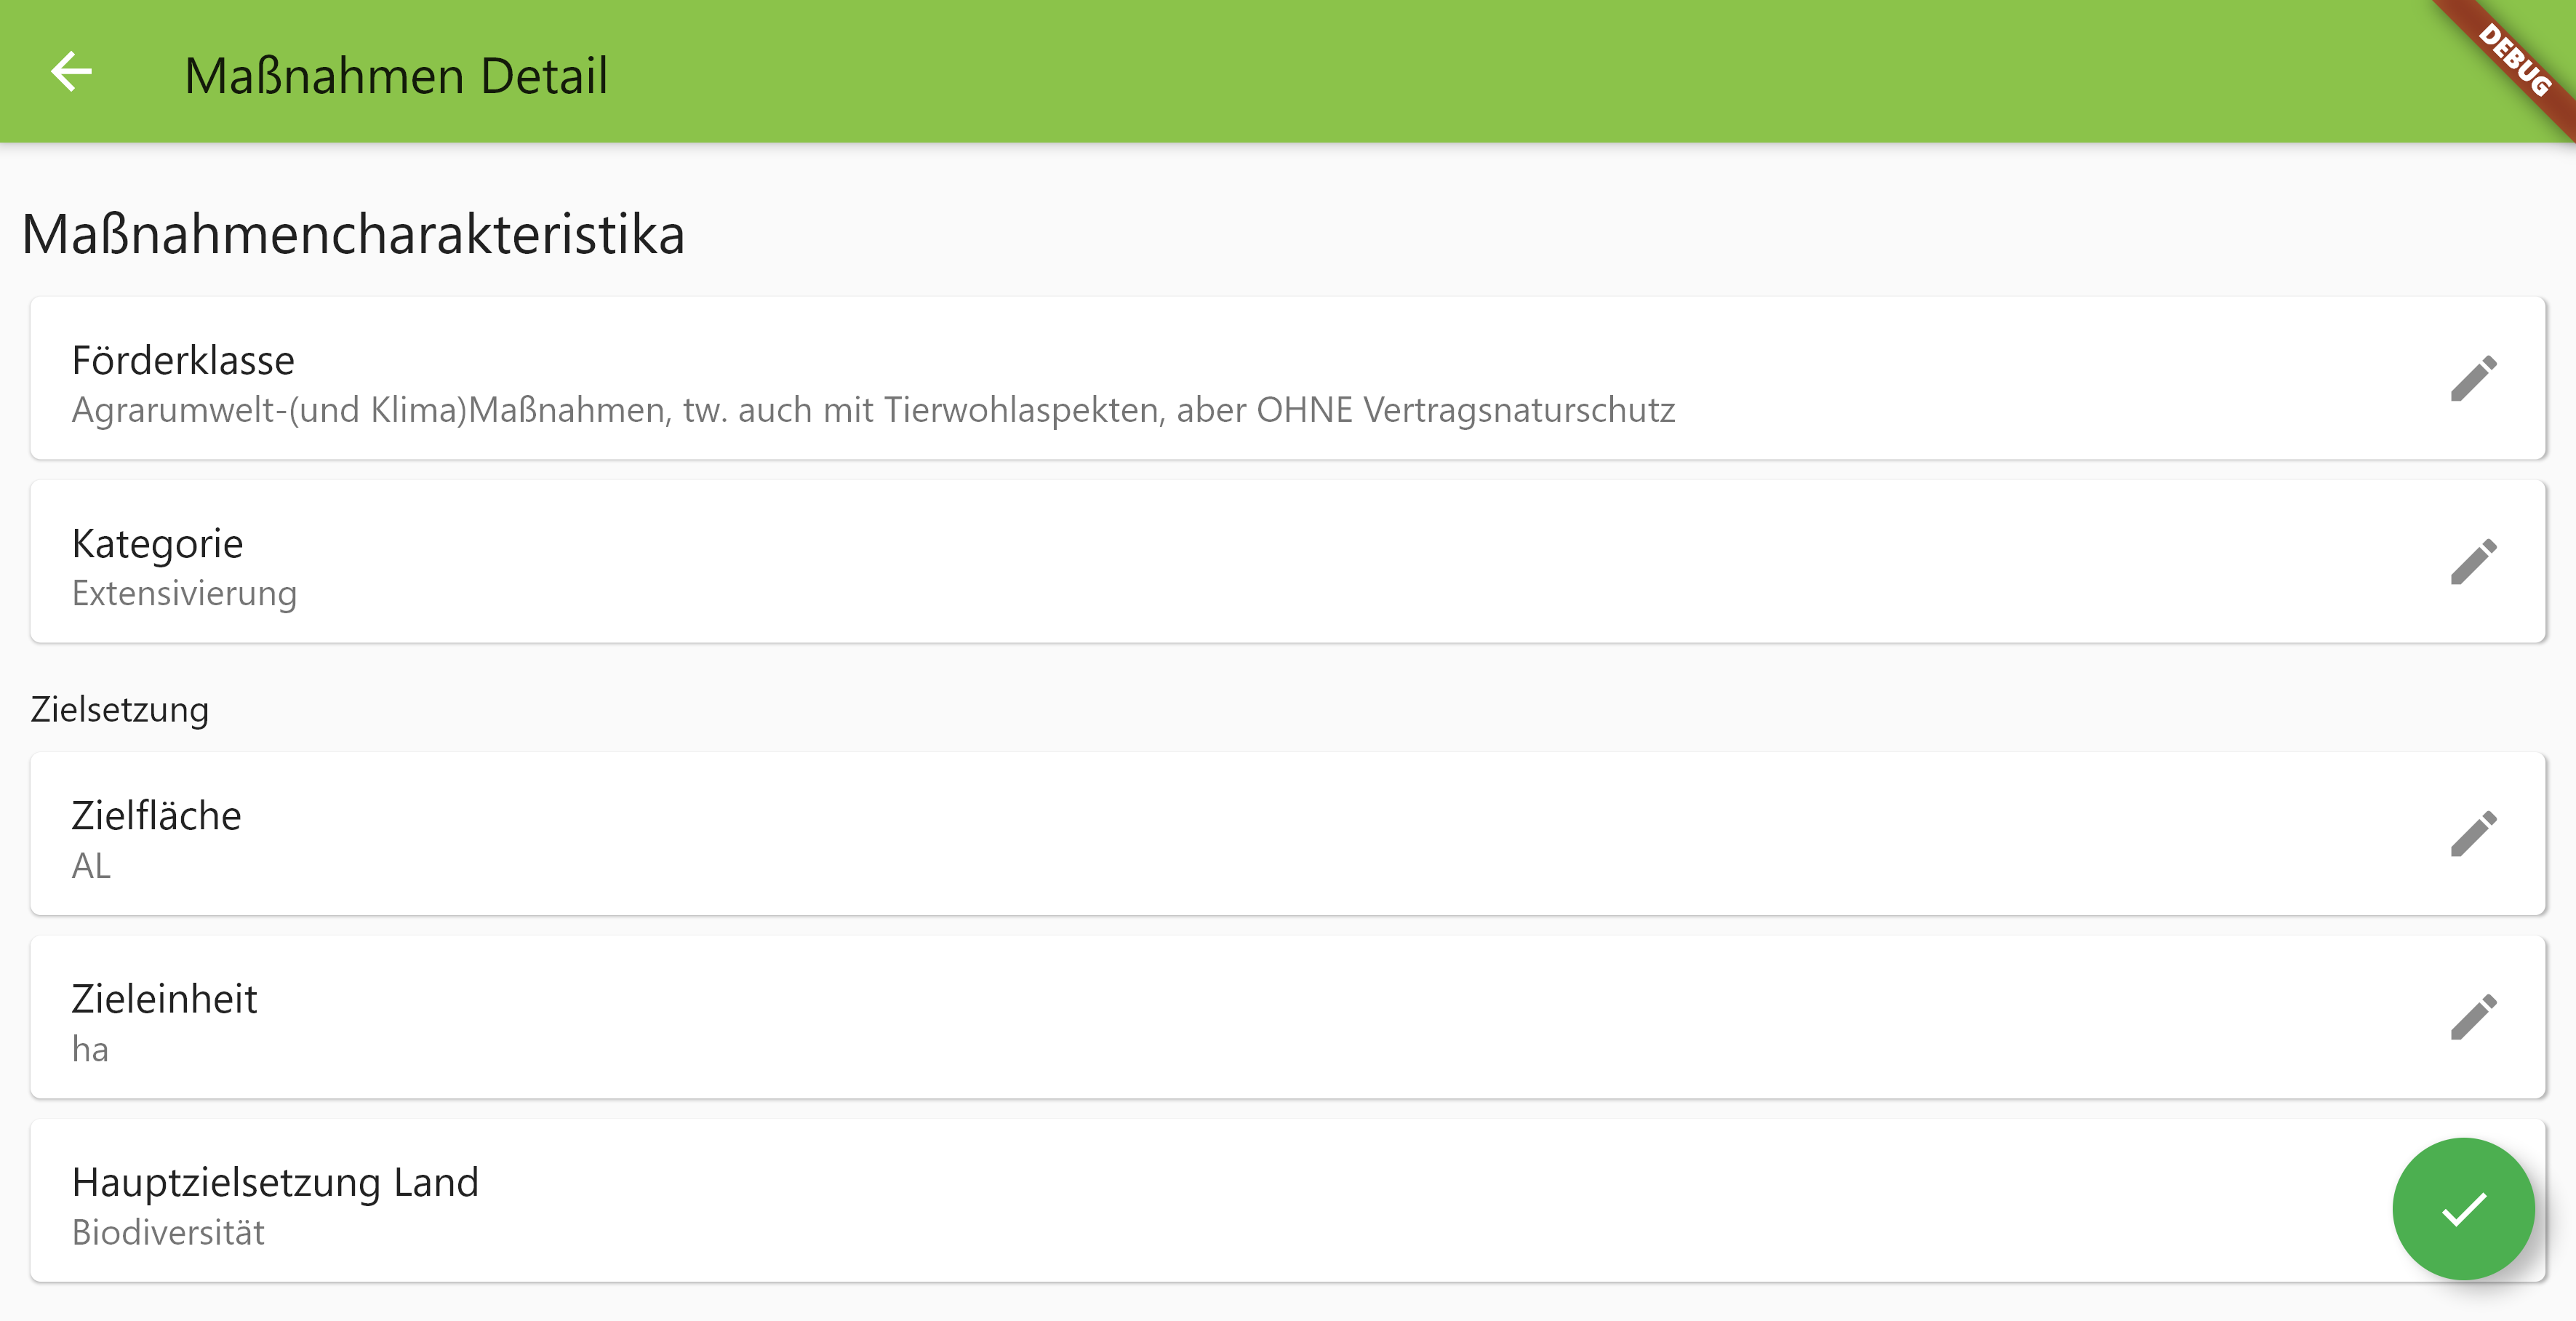 Maßnahmen Detail
DEBUG
Maßnahmencharakteristika
Förderklasse
Agrarumwelt-(und Klima)Maßnahmen, tw. auch mit Tierwohlaspekten, aber OHNE Vertragsnaturschutz
Kategorie
Extensivierung
Zielsetzung
Zielfläche
AL
Zieleinheit
ha
Hauptzielsetzung Land
Biodiversität